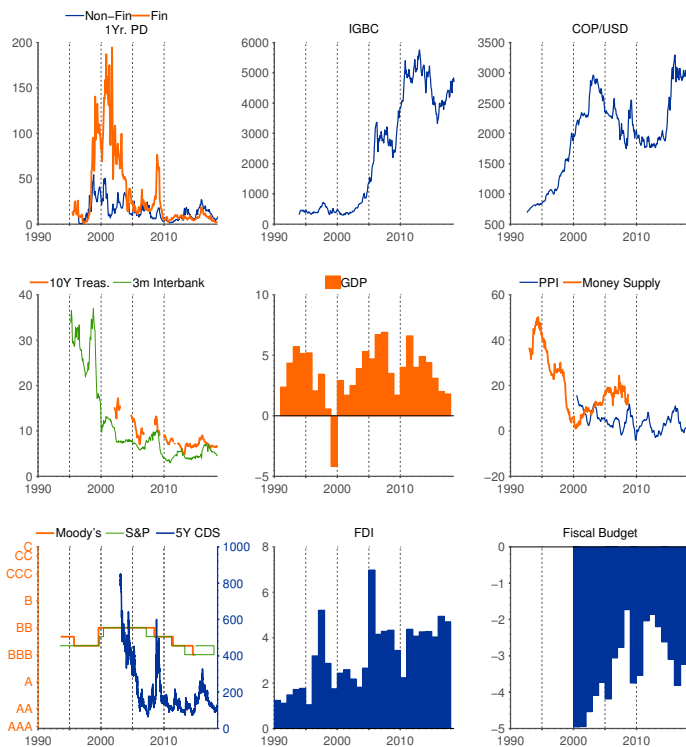 Non-Fin Fin
1Yr. PD
200
150
100
50
0
1990 2000 2010
IGBC
6000
5000
4000
3000
2000
1000
0
1990 2000 2010
COP/USD
3500
3000
2500
2000
1500
1000
500
1990 2000 2010
10Y Treas. 3m Interbank
40
30
20
10
0
1990 2000 2010
GDP
10
5
0
−5
1990 2000 2010
PPI Money Supply
60
40
20
0
−20
1990 2000 2010
Moody's S&P 5Y CDS
C
CC
CCC
B
BB
BBB
A
AA
AAA
1000
800
600
400
200
0
1990 2000 2010
FDI
8
6
4
2
0
1990 2000 2010
Fiscal Budget
0
−1
−2
−3
−4
−5
1990 2000 2010